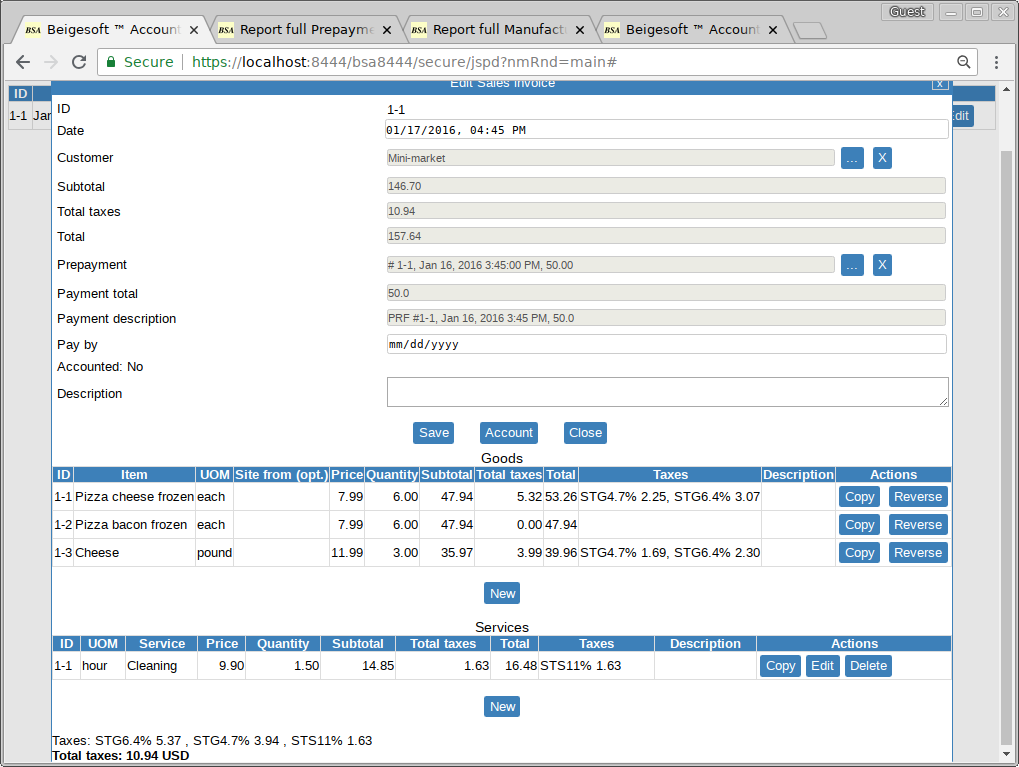 Guest
BSA Beigesoft ™ Account
BSA Report full Prepayme
BSA Report full Manufactu
BSA Beigesoft ™ Account
Secure https://localhost:8444/bsa8444/secure/jspd?nmRnd=main#
Edit Sales Invoice x
ID
1-1 Jan
dit
ID 1-1
Date 01/17/2016, 04:45 PM
Customer Mini-market ... X
Subtotal 146.70
Total taxes 10.94
Total 157.64
Prepayment # 1-1, Jan 16, 2016 3:45:00 PM, 50.00 ... X
Payment total 50.0
Payment description PRF #1-1, Jan 16, 2016 3:45 PM, 50.0
Pay by mm/dd/yyyy
Accounted: No
Description
Save Account Close
Goods
ID Item UOM Site from (opt.) Price Quantity Subtotal Total taxes Total Taxes Description Actions
1-1 Pizza cheese frozen each 7.99 6.00 47.94 5.32 53.26 STG4.7% 2.25, STG6.4% 3.07 Copy Reverse
1-2 Pizza bacon frozen each 7.99 6.00 47.94 0.00 47.94 Copy Reverse
1-3 Cheese pound 11.99 3.00 35.97 3.99 39.96 STG4.7% 1.69, STG6.4% 2.30 Copy Reverse
New
Services
ID UOM Service Price Quantity Subtotal Total taxes Total Taxes Description Actions
1-1 hour Cleaning 9.90 1.50 14.85 1.63 16.48 STS11% 1.63 Copy Edit Delete
New
Taxes: STG6.4% 5.37 , STG4.7% 3.94 , STS11% 1.63
Total taxes: 10.94 USD